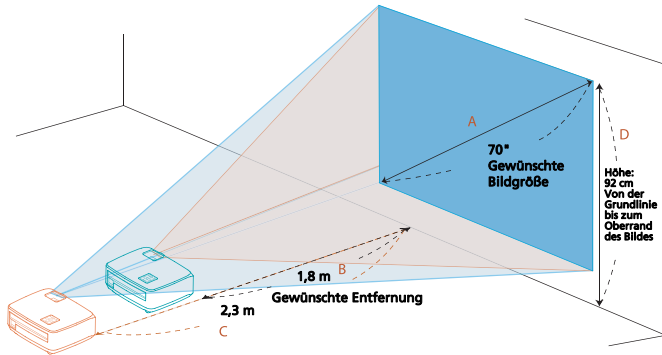 A
70"
Gewünschte
Bildgröße
D
Höhe:
92 cm
Von der
Grundlinie
bis zum
Oberrand
des Bildes
B
1,8 m
Gewünschte Entfernung
2,3 m
C